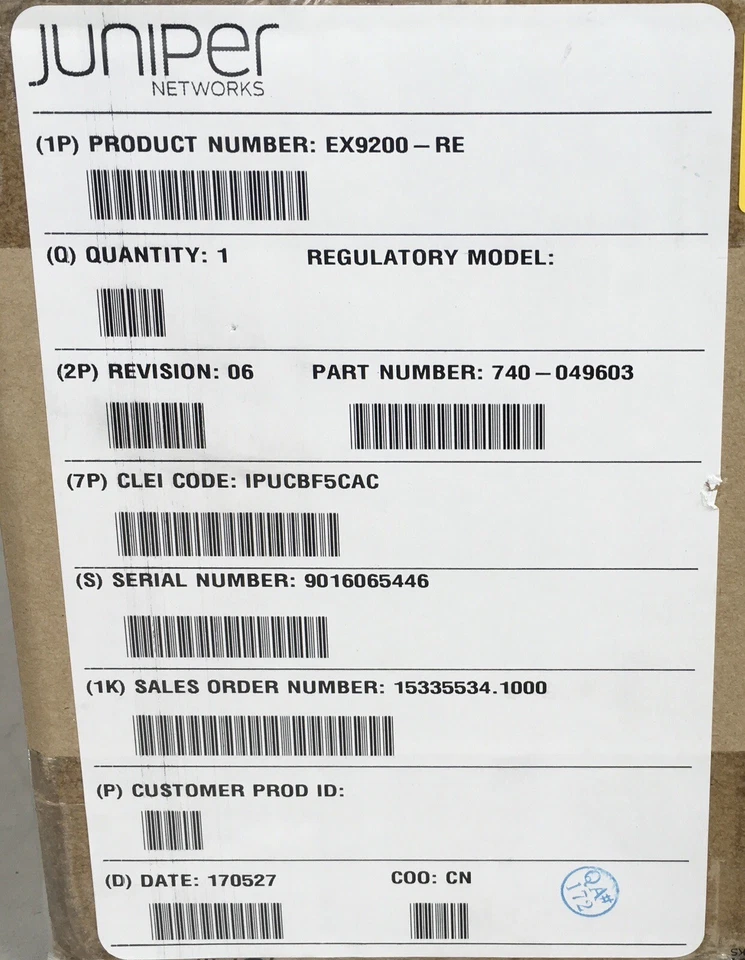 JUNIPER
NETWORKS
(1P) PRODUCT NUMBER: EX9200-RE
(Q) QUANTITY: 1 REGULATORY MODEL:
(2P) REVISION: 06 PART NUMBER: 740-049603
(7P) CLEI CODE: IPUCBF5CAC
(S) SERIAL NUMBER: 9016065446
(1K) SALES ORDER NUMBER: 15335534.1000
(P) CUSTOMER PROD ID:
(D) DATE: 170527 COO: CN
QA#
172